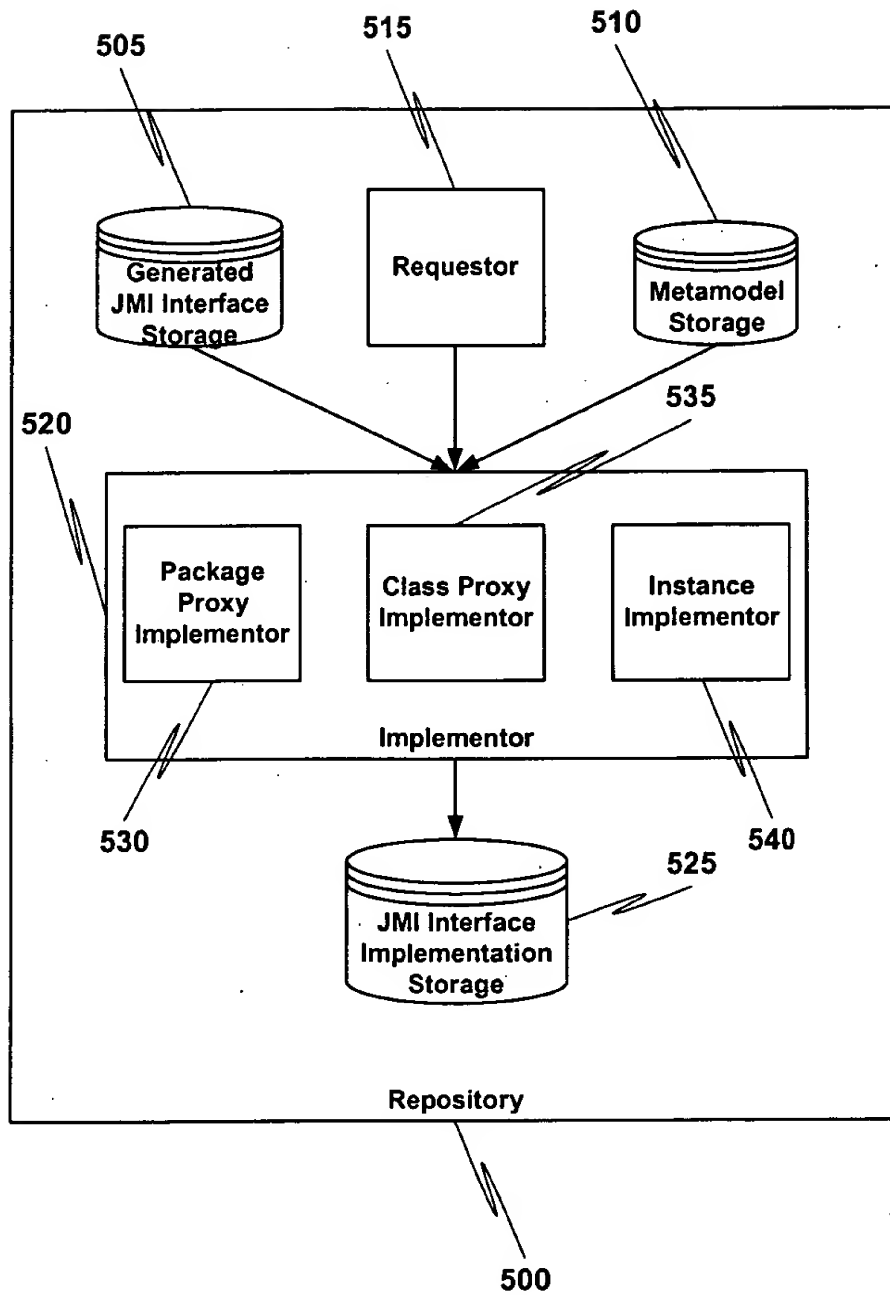 505
515
510
Generated
JMI Interface
Storage
Requestor
Metamodel
Storage
535
520
Package
Proxy
Implementor
Class Proxy
Implementor
Instance
Implementor
Implementor
530
540
525
JMI Interface
Implementation
Storage
Repository
500